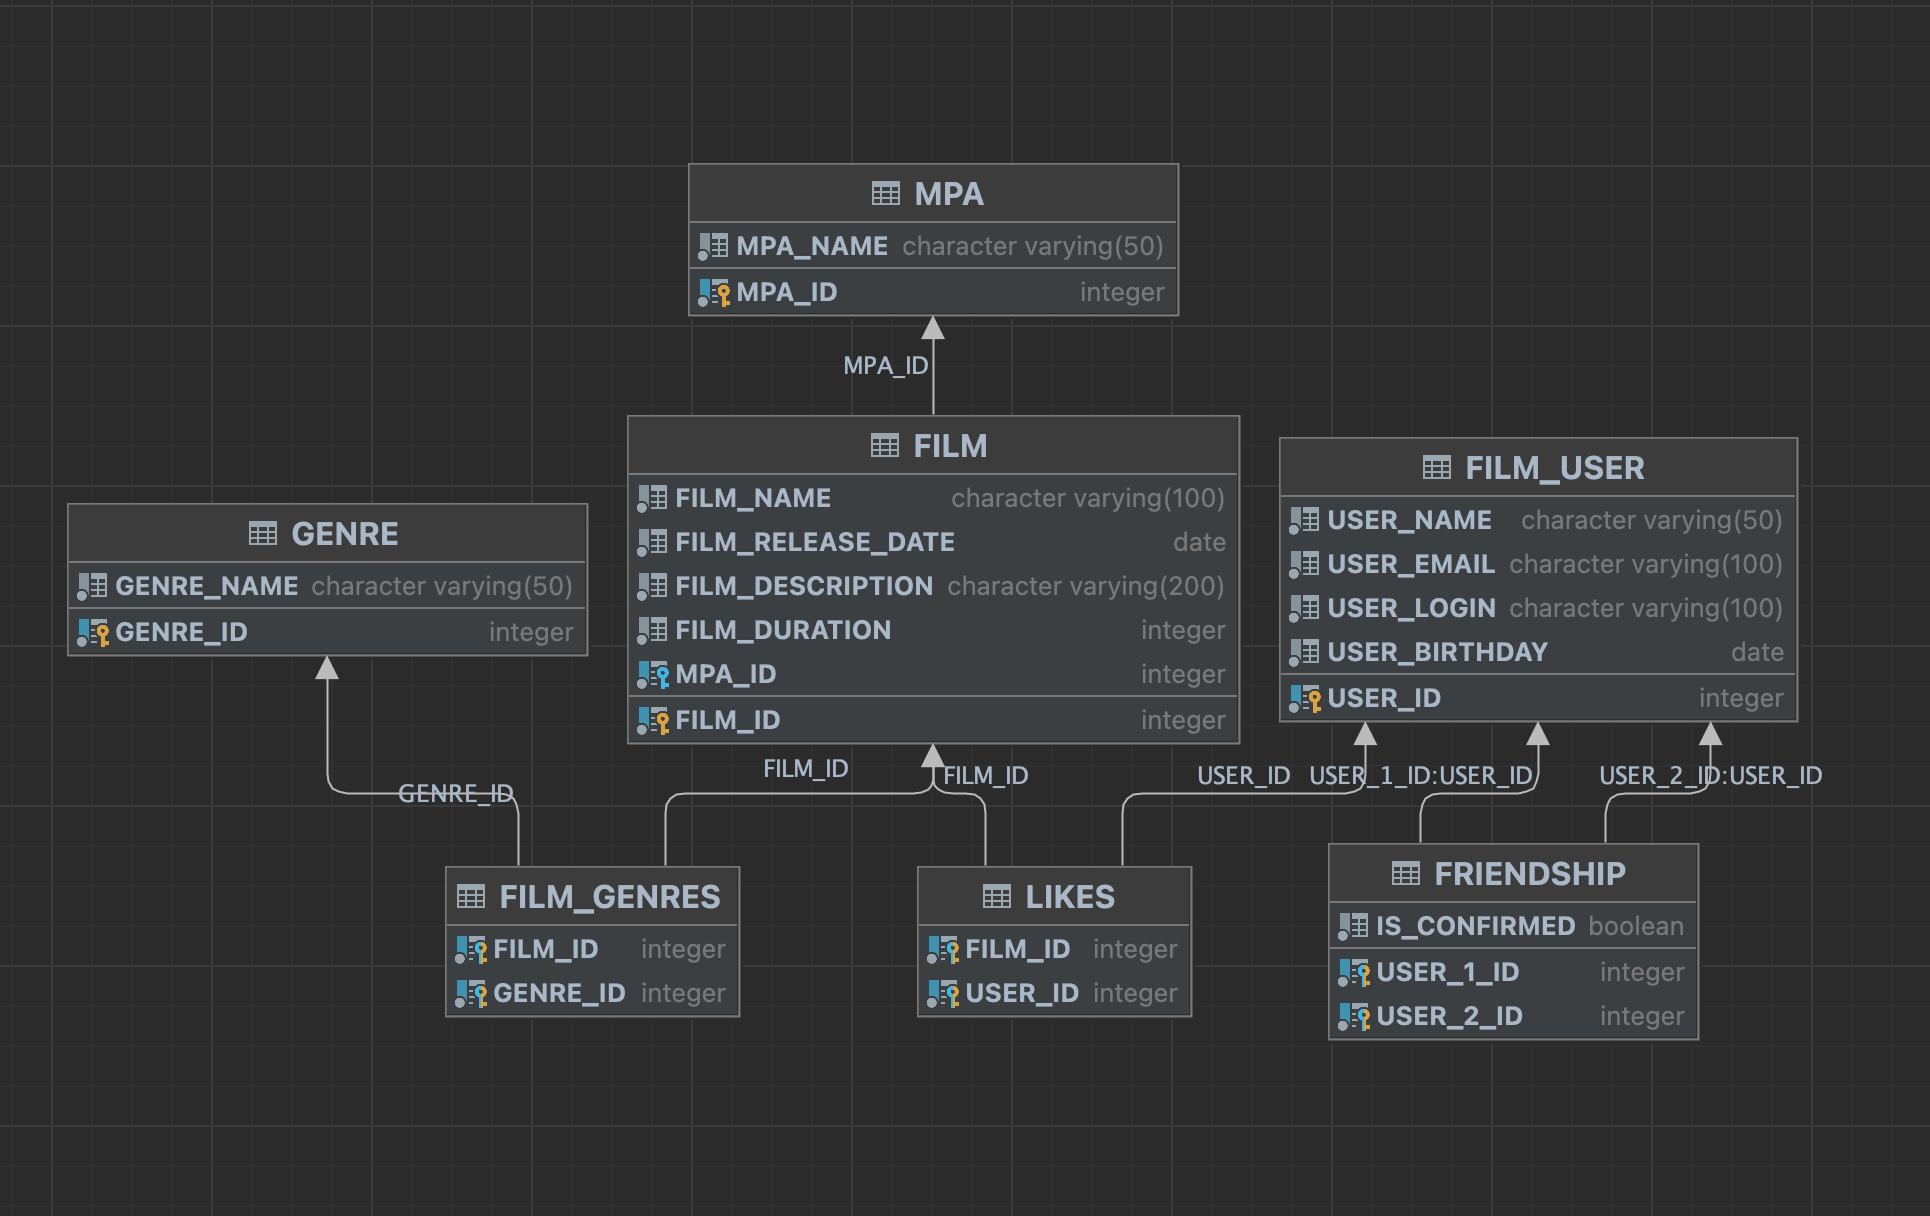 MPA
MPA_NAME character varying(50)
MPA_ID integer
MPA_ID
FILM
FILM_NAME character varying(100)
FILM_RELEASE_DATE date
FILM_DESCRIPTION character varying(200)
FILM_DURATION integer
MPA_ID integer
FILM_ID integer
FILM_USER
USER_NAME character varying(50)
USER_EMAIL character varying(100)
USER_LOGIN character varying(100)
USER_BIRTHDAY date
USER_ID integer
GENRE
GENRE_NAME character varying(50)
GENRE_ID integer
GENRE_ID
FILM_ID
FILM_ID
USER_ID
USER_1_ID:USER_ID
USER_2_ID:USER_ID
FILM_GENRES
FILM_ID integer
GENRE_ID integer
LIKES
FILM_ID integer
USER_ID integer
FRIENDSHIP
IS_CONFIRMED boolean
USER_1_ID integer
USER_2_ID integer